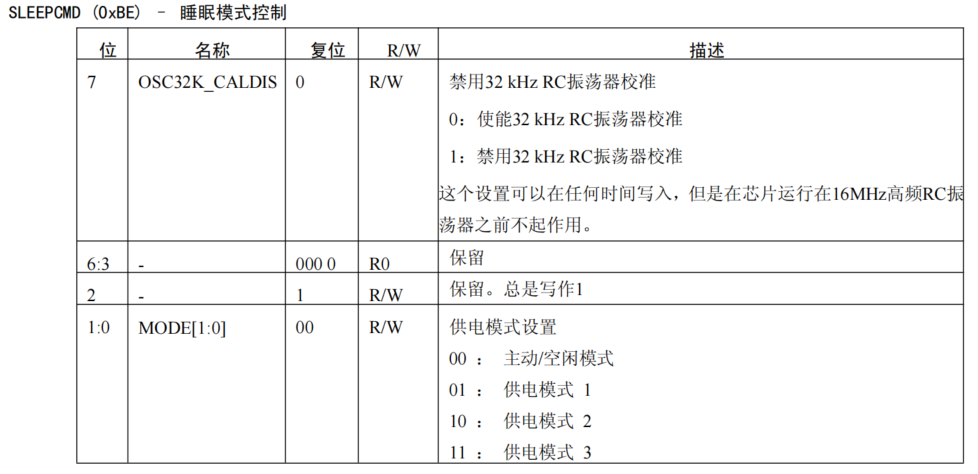 SLEEPCMD (0xBE) - 睡眠模式控制
位 名称 复位 R/W 描述
7 OSC32K_CALDIS 0 R/W 禁用32 kHz RC振荡器校准
0：使能32 kHz RC振荡器校准
1：禁用32 kHz RC振荡器校准
这个设置可以在任何时间写入，但是在芯片运行在16MHz高频RC振
荡器之前不起作用。
6:3 - 000 0 R0 保留
2 - 1 R/W 保留。总是写作1
1:0 MODE[1:0] 00 R/W 供电模式设置
00 ： 主动/空闲模式
01 ： 供电模式 1
10 ： 供电模式 2
11 ： 供电模式 3